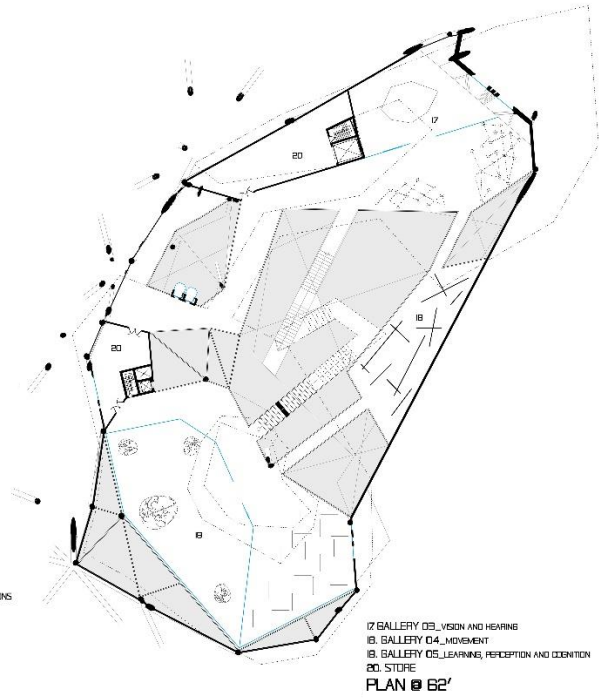 17
20
18
20
19
NS
17. GALLERY 03_VISION AND HEARING
18. GALLERY 04_MOVEMENT
19. GALLERY 05_LEARNING, PERCEPTION AND COGNITION
20. STORE
PLAN @ 62'